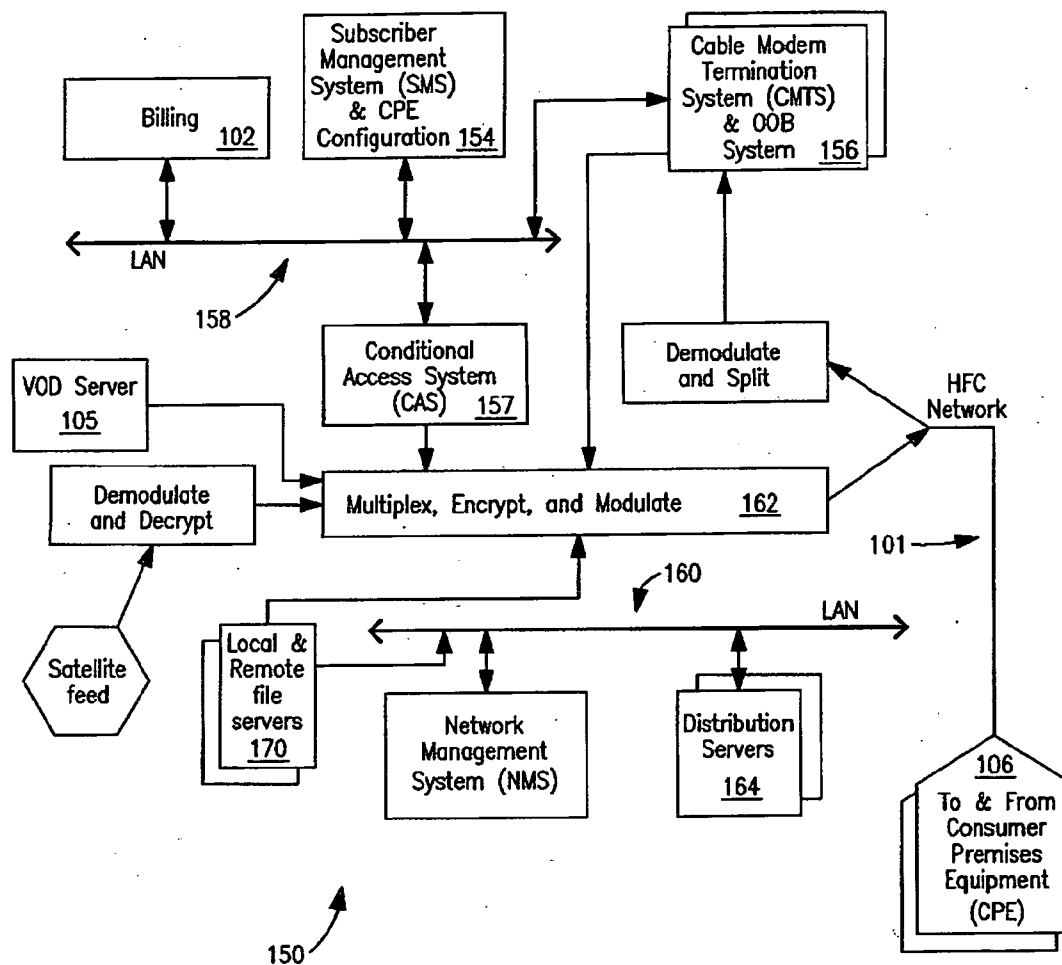 Billing
102
Subscriber
Management
System (SMS)
& CPE
Configuration
154
Cable Modem
Termination
System (CMTS)
& OOB
System
156
LAN
158
VOD Server
105
Conditional
Access System
(CAS)
157
Demodulate
and Split
HFC
Network
Demodulate
and Decrypt
Multiplex, Encrypt, and Modulate
162
101
160
LAN
Satellite
feed
Local &
Remote
file
servers
170
Network
Management
System (NMS)
Distribution
Servers
164
106
To & From
Consumer
Premises
Equipment
(CPE)
150